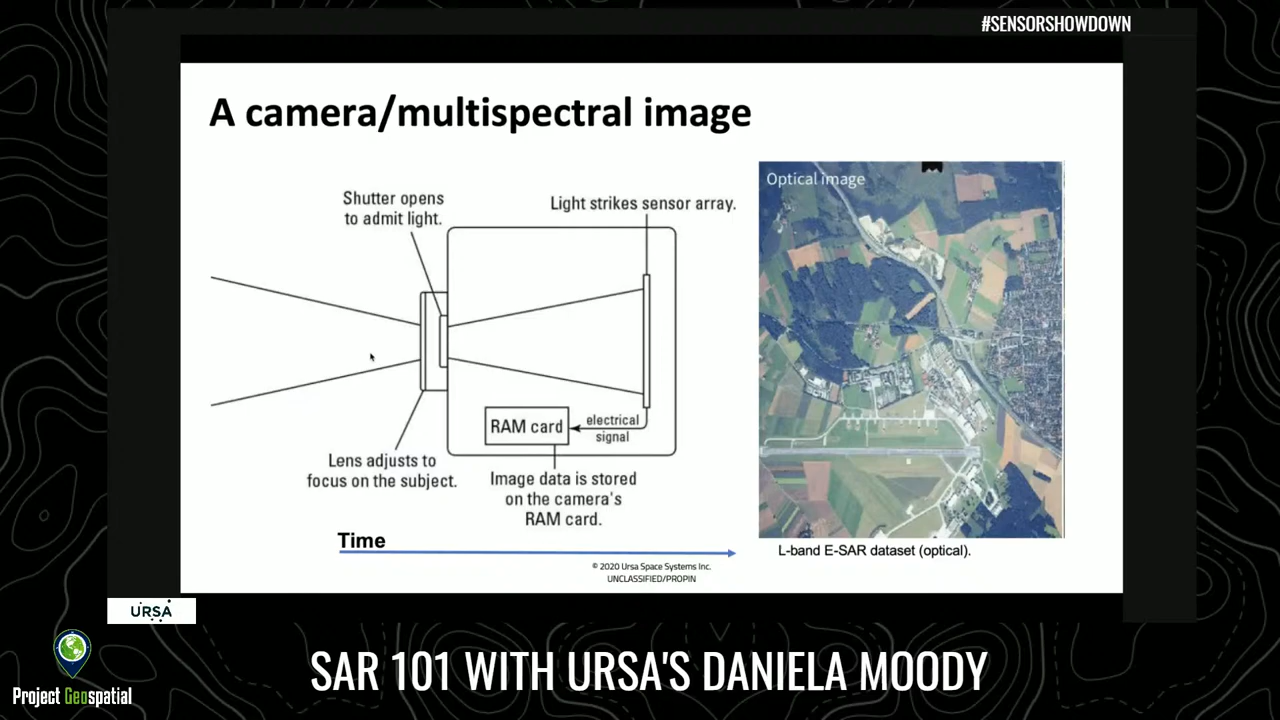 #SENSORSHOWDOWN
A camera/multispectral image
Shutter opens
to admit light.
Light strikes sensor array.
Optical image
RAM card
electrical
signal
Lens adjusts to
focus on the subject.
Image data is stored
on the camera's
RAM card.
Time
L-band E-SAR dataset (optical).
© 2020 Ursa Space Systems Inc.
UNCLASSIFIED/PROPIN
URSA
SAR 101 WITH URSA'S DANIELA MOODY
Project Geospatial